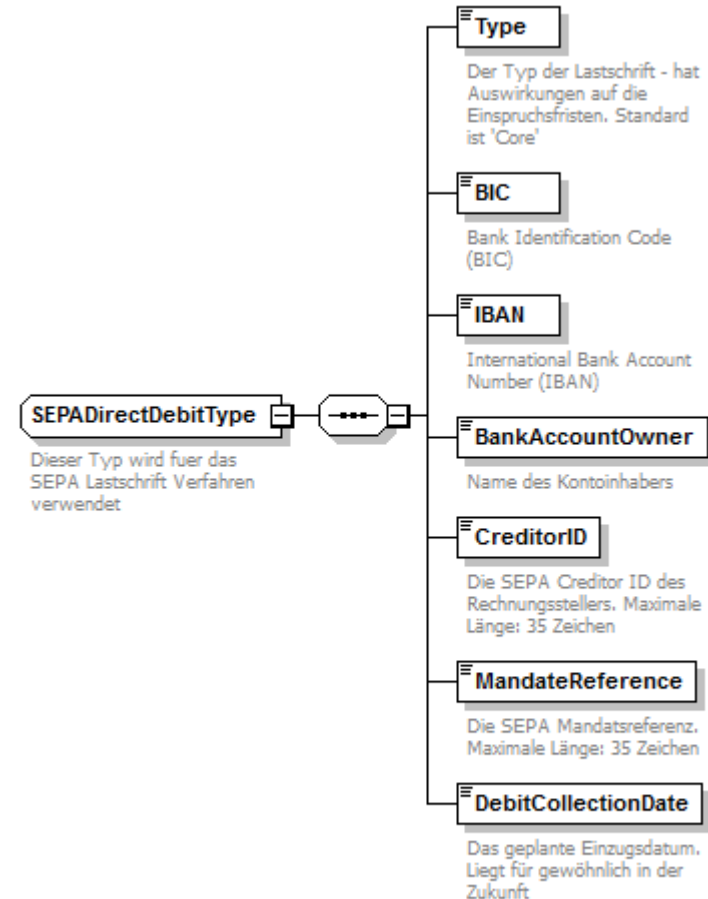 Type
Der Typ der Lastschrift - hat
Auswirkungen auf die
Einspruchsfristen. Standard
ist 'Core'
BIC
Bank Identification Code
(BIC)
IBAN
International Bank Account
Number (IBAN)
SEPADirectDebitType
Dieser Typ wird fuer das
SEPA Lastschrift Verfahren
verwendet
BankAccountOwner
Name des Kontoinhabers
CreditorID
Die SEPA Creditor ID des
Rechnungsstellers. Maximale
Länge: 35 Zeichen
MandateReference
Die SEPA Mandatsreferenz.
Maximale Länge: 35 Zeichen
DebitCollectionDate
Das geplante Einzugsdatum.
Liegt für gewöhnlich in der
Zukunft